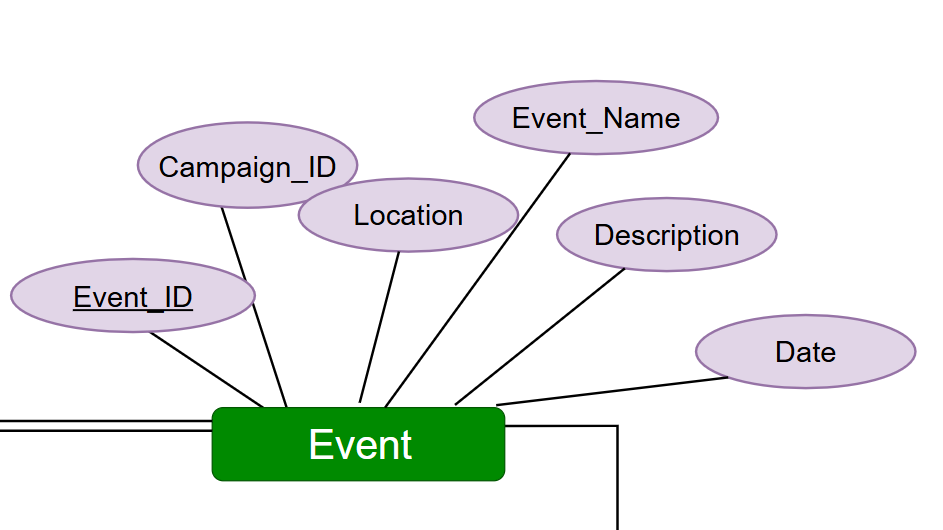 Event_Name
Campaign_ID
Location
Description
Event_ID
Date
Event